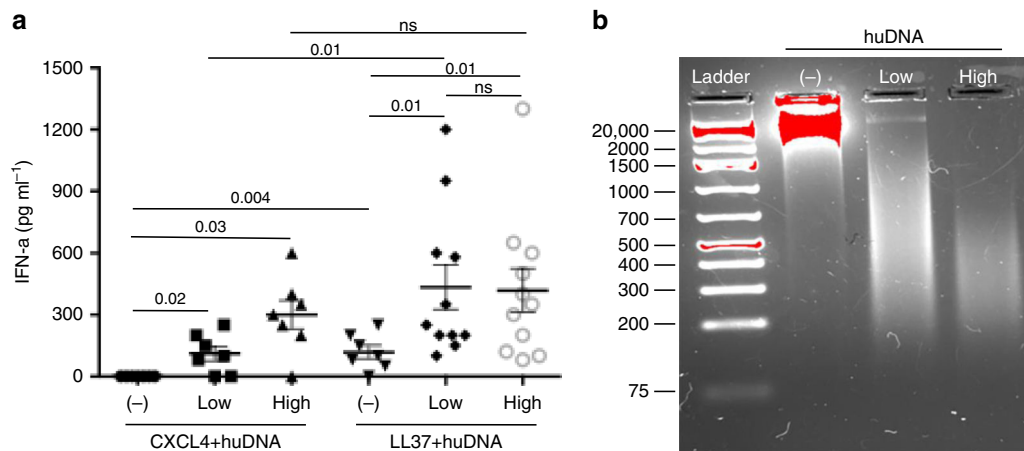 a
ns
0.01
0.01
ns
0.01
0.004
0.03
0.02
IFN-a (pg ml⁻¹)
1500
1200
900
600
300
0
(–) Low High (–) Low High
CXCL4+huDNA LL37+huDNA
b
huDNA
Ladder (–) Low High
20,000
2000
1500
1000
700
500
400
300
200
75